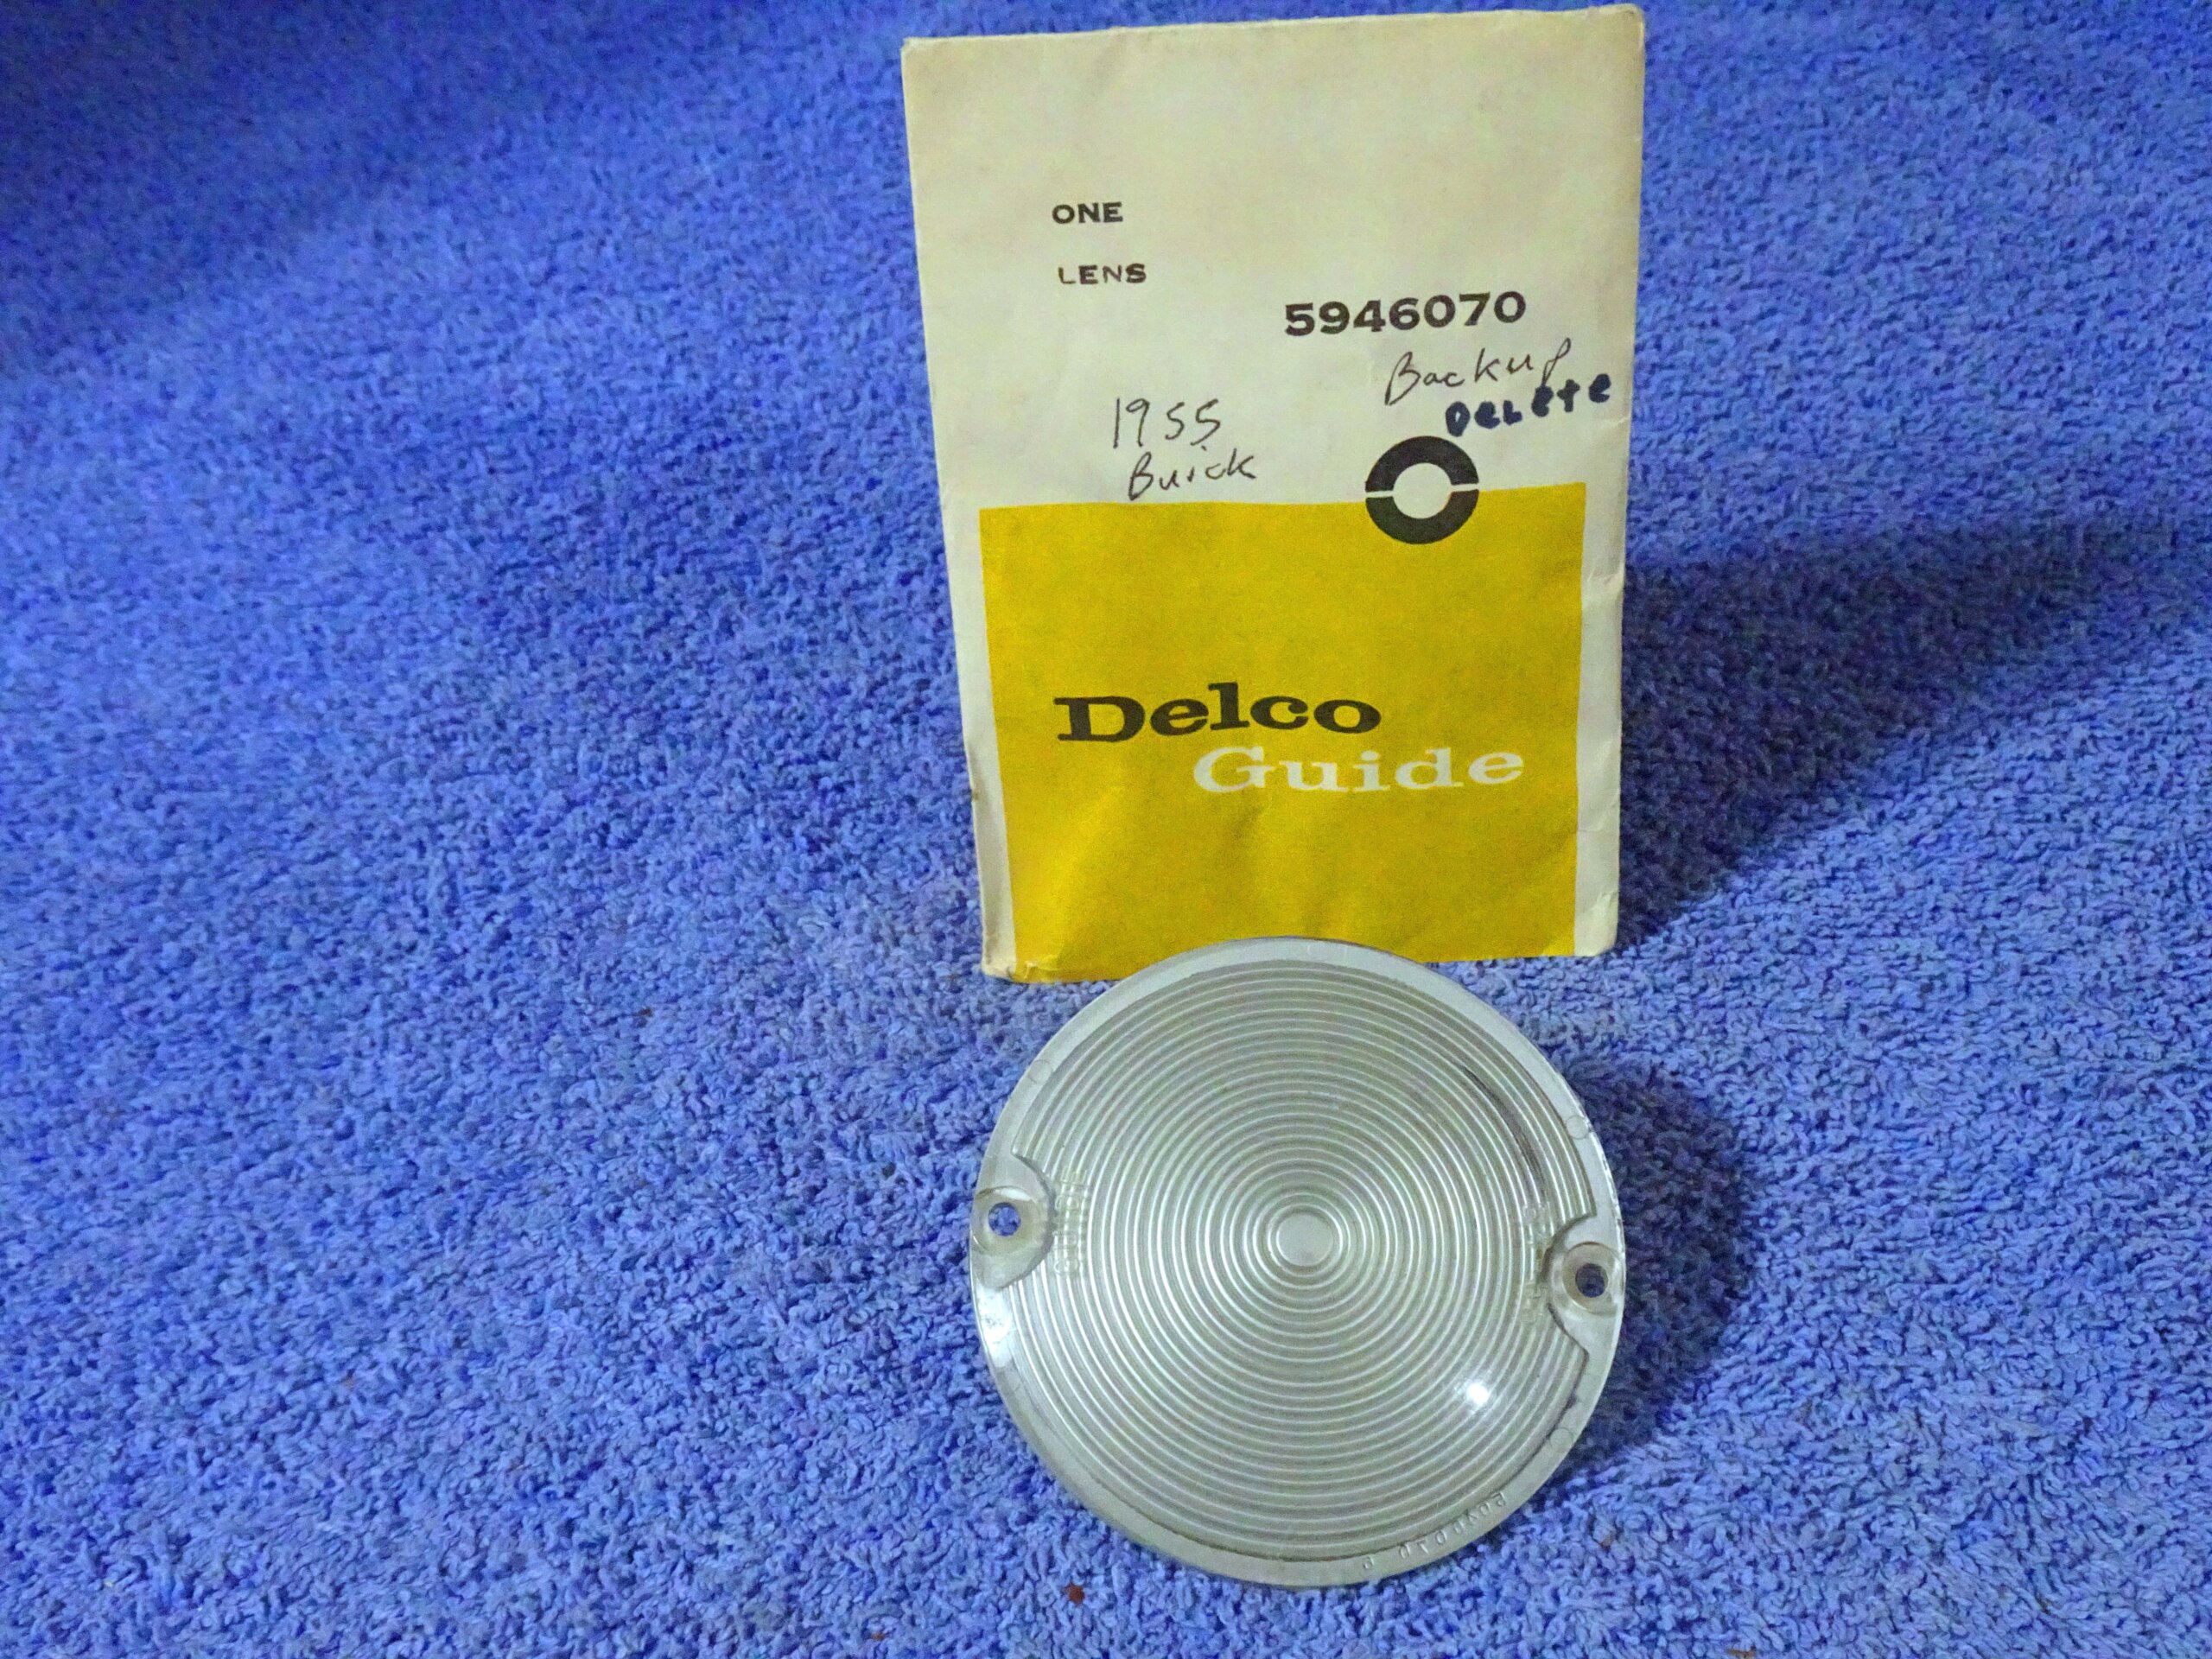 ONE
LENS
5946070
Backup
DeLete
1955
Buick
Delco
Guide